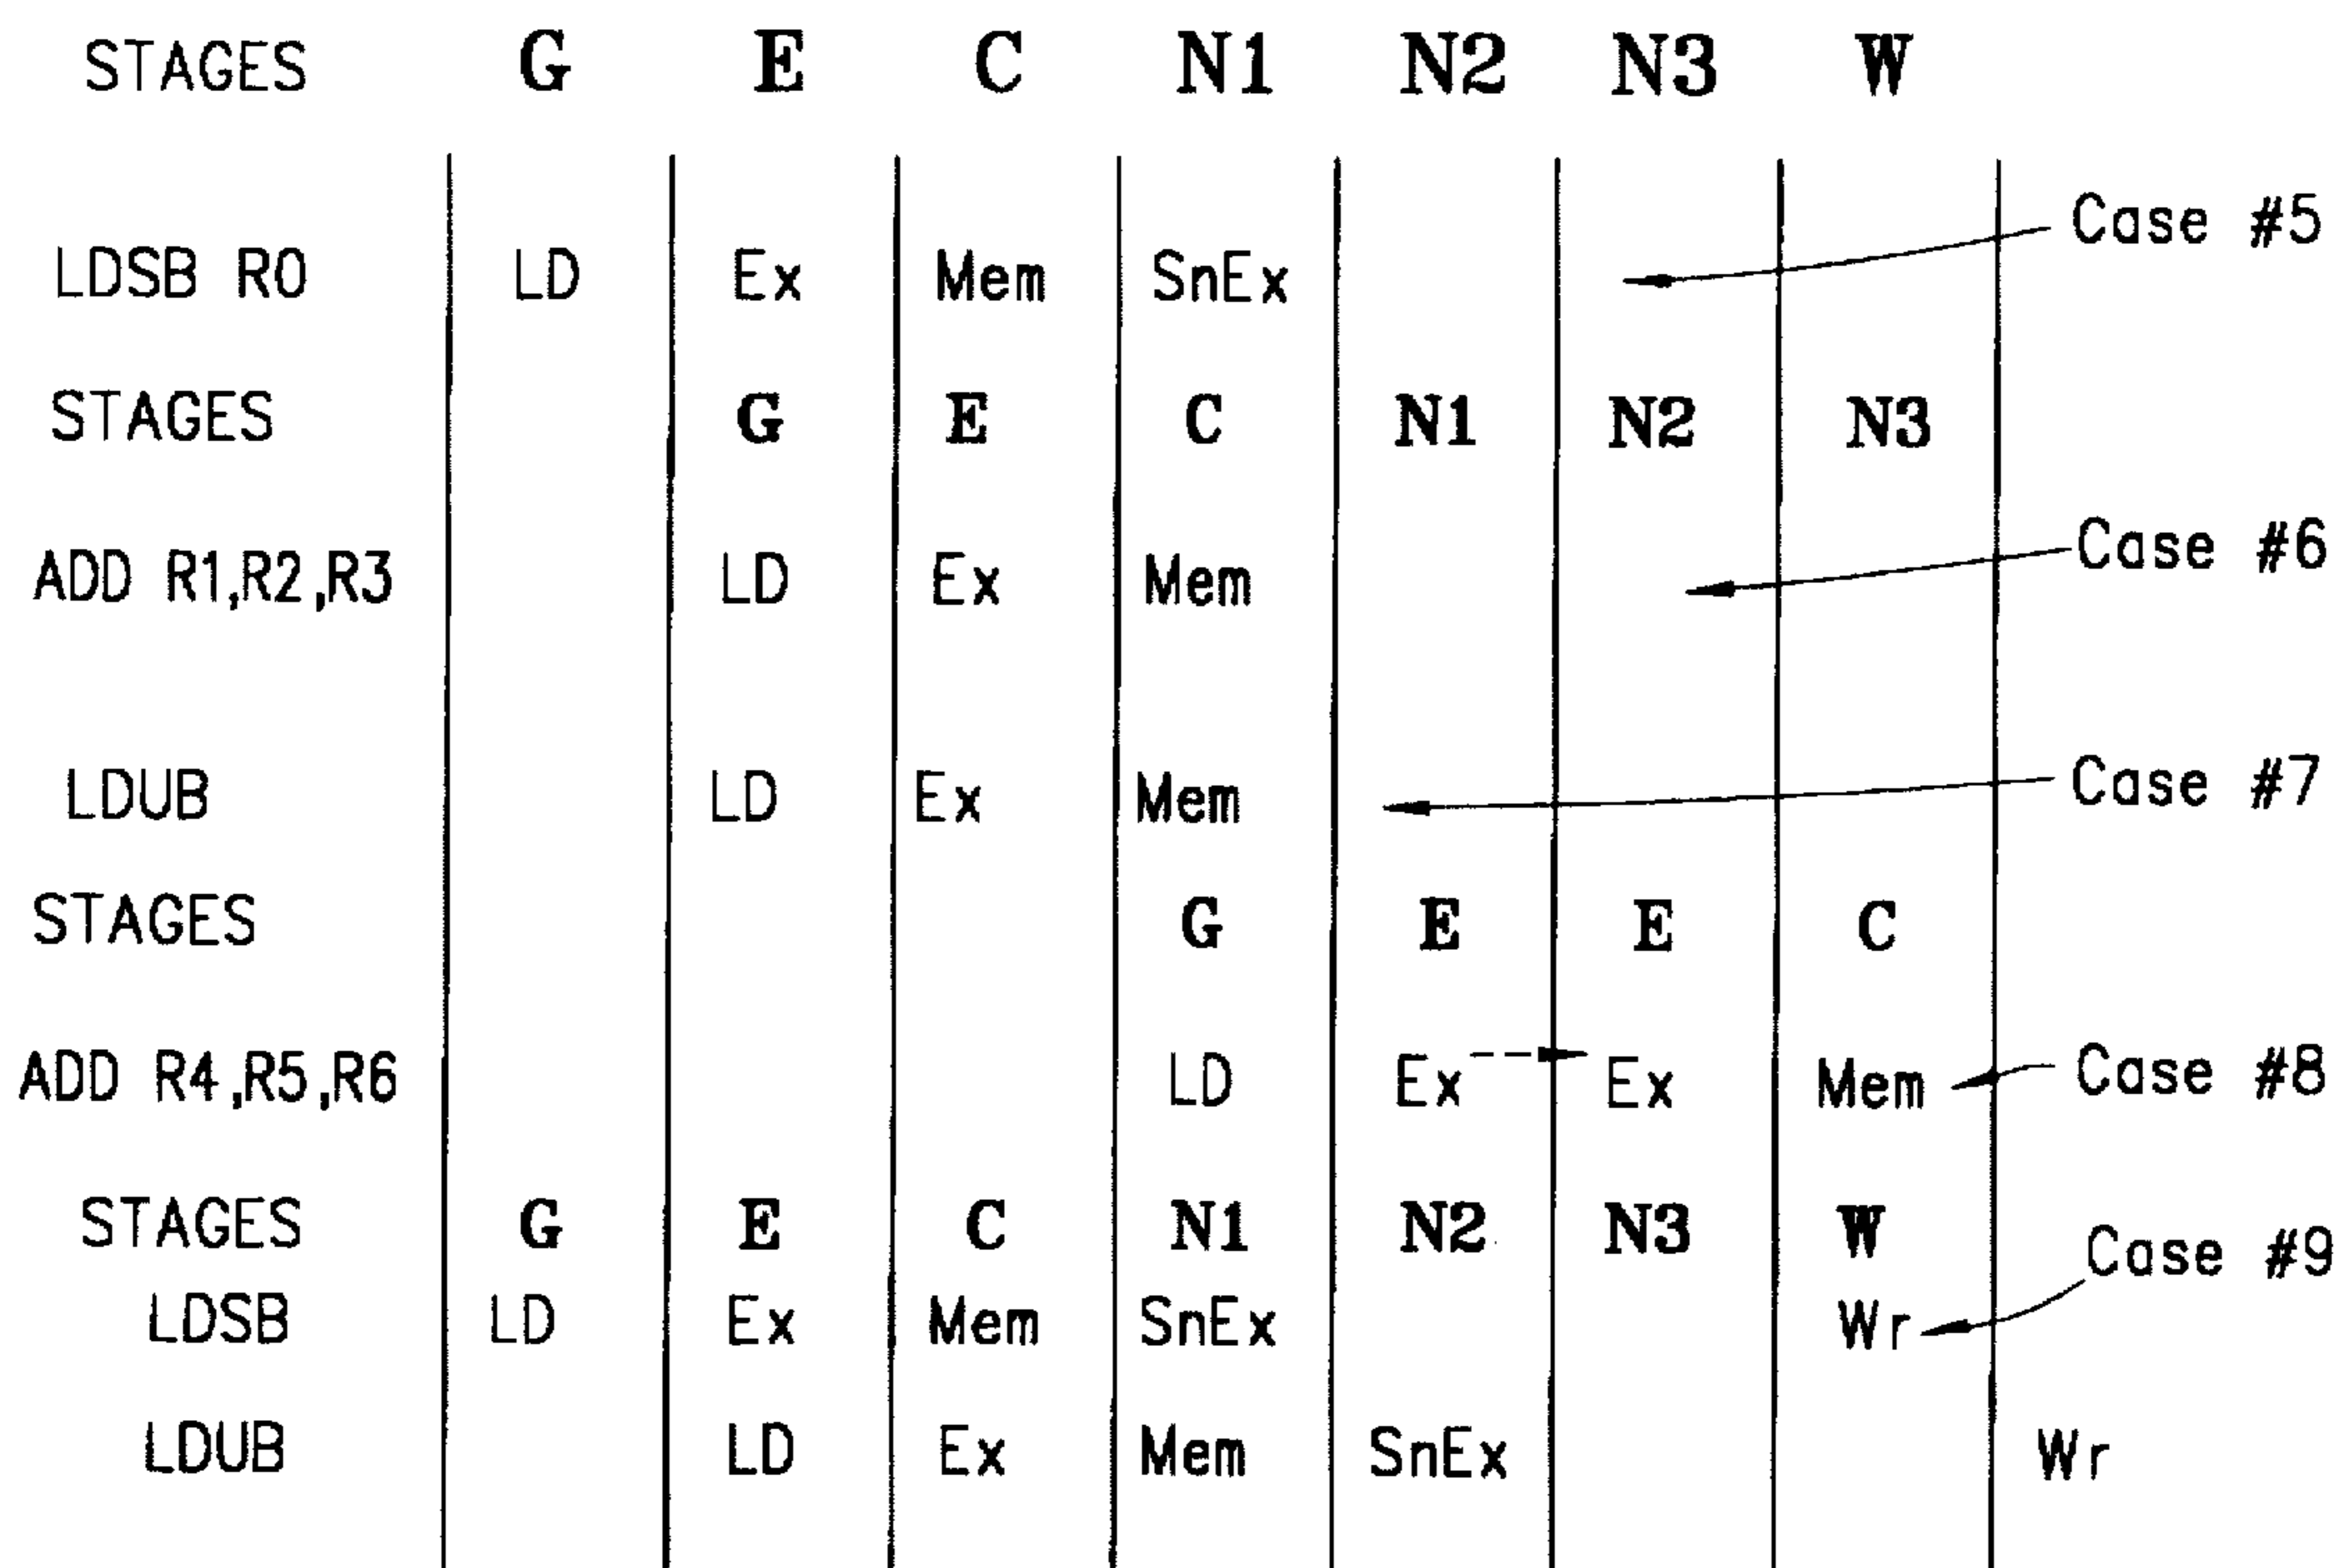 STAGES G E C N1 N2 N3 W
Case #5
LDSB R0 LD Ex Mem SnEx
STAGES G E C N1 N2 N3
Case #6
ADD R1,R2,R3 LD Ex Mem
Case #7
LDUB LD Ex Mem
STAGES G E E C
ADD R4,R5,R6 LD Ex Ex Mem Case #8
STAGES G E C N1 N2 N3 W
Case #9
LDSB LD Ex Mem SnEx Wr
LDUB LD Ex Mem SnEx Wr